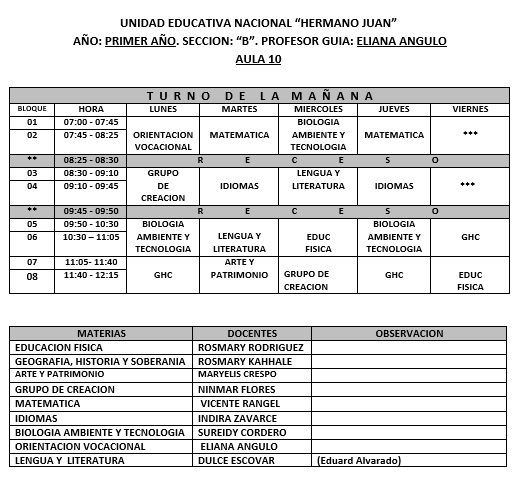 UNIDAD EDUCATIVA NACIONAL “HERMANO JUAN”
AÑO: PRIMER AÑO. SECCION: “B”. PROFESOR GUIA: ELIANA ANGULO
AULA 10
TURNO DE LA MAÑANA
BLOQUE HORA LUNES MARTES MIERCOLES JUEVES VIERNES
01 07:00 - 07:45 BIOLOGIA
02 07:45 - 08:25 ORIENTACION MATEMATICA AMBIENTE Y MATEMATICA ***
VOCACIONAL TECNOLOGIA
** 08:25 - 08:30 R E C E S O
03 08:30 - 09:10 GRUPO LENGUA Y
04 09:10 - 09:45 DE IDIOMAS LITERATURA IDIOMAS ***
CREACION
** 09:45 - 09:50 R E C E S O
05 09:50 - 10:30 BIOLOGIA BIOLOGIA
06 10:30 – 11:05 AMBIENTE Y LENGUA Y EDUC AMBIENTE Y GHC
TECNOLOGIA LITERATURA FISICA TECNOLOGIA
07 11:05- 11:40 ARTE Y
08 11:40 - 12:15 GHC PATRIMONIO GRUPO DE GHC EDUC
CREACION FISICA
MATERIAS DOCENTES OBSERVACION
EDUCACION FISICA ROSMARY RODRIGUEZ
GEOGRAFIA, HISTORIA Y SOBERANIA ROSMARY KAHHALE
ARTE Y PATRIMONIO MARYELIS CRESPO
GRUPO DE CREACION NINMAR FLORES
MATEMATICA VICENTE RANGEL
IDIOMAS INDIRA ZAVARCE
BIOLOGIA AMBIENTE Y TECNOLOGIA SUREIDY CORDERO
ORIENTACION VOCACIONAL ELIANA ANGULO
LENGUA Y LITERATURA DULCE ESCOVAR (Eduard Alvarado)